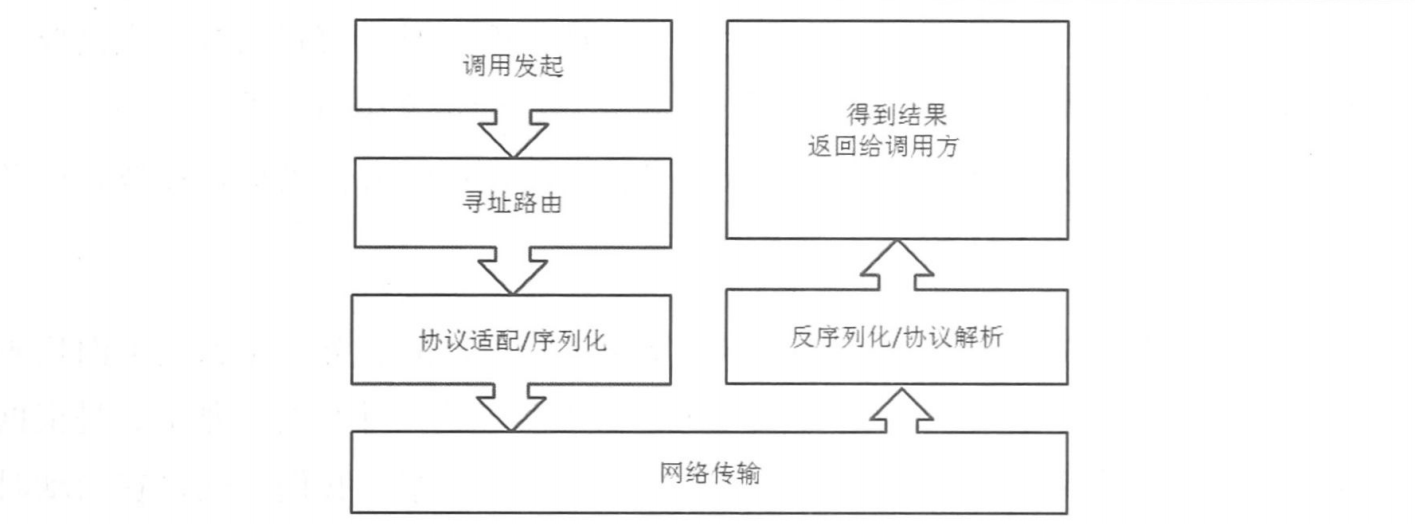 调用发起
寻址路由
协议适配/序列化
网络传输
反序列化/协议解析
得到结果
返回给调用方